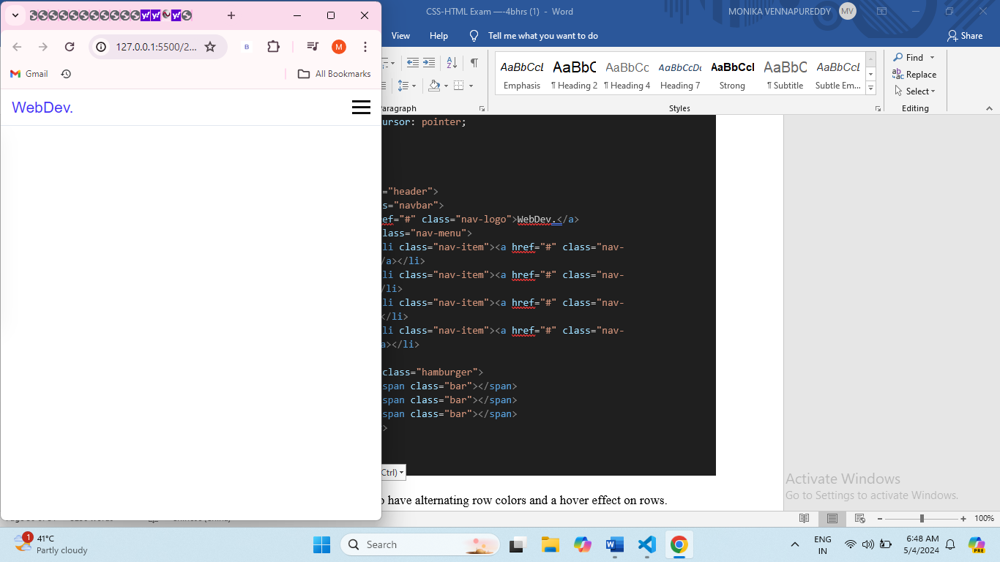 CSS-HTML Exam —-4bhrs (1) - Word
MONIKA VENNAPUREDDY
MV
127.0.0.1:5500/2...
B
M
View
Help
Tell me what you want to do
Share
Gmail
All Bookmarks
AaBbCcL
AaBbC
AaBbCc
AaBbCcDc
AaBbCcl
AaBbC
AaBbCcL
Emphasis
¶ Heading 2
¶ Heading 4
Heading 7
Strong
¶ Subtitle
Subtle Em...
Find
Replace
Select
aragraph
Styles
Editing
WebDev.
ursor: pointer;
="header">
s="navbar">
ef="#" class="nav-logo">WebDev.</a>
lass="nav-menu">
li class="nav-item"><a href="#" class="nav-
/a></li>
li class="nav-item"><a href="#" class="nav-
/li>
li class="nav-item"><a href="#" class="nav-
</li>
li class="nav-item"><a href="#" class="nav-
a></li>
class="hamburger">
span class="bar"></span>
span class="bar"></span>
span class="bar"></span>
>
Ctrl)
o have alternating row colors and a hover effect on rows.
Activate Windows
Go to Settings to activate Windows.
100%
1
41°C
Partly cloudy
Search
ENG
IN
6:48 AM
5/4/2024
PRE